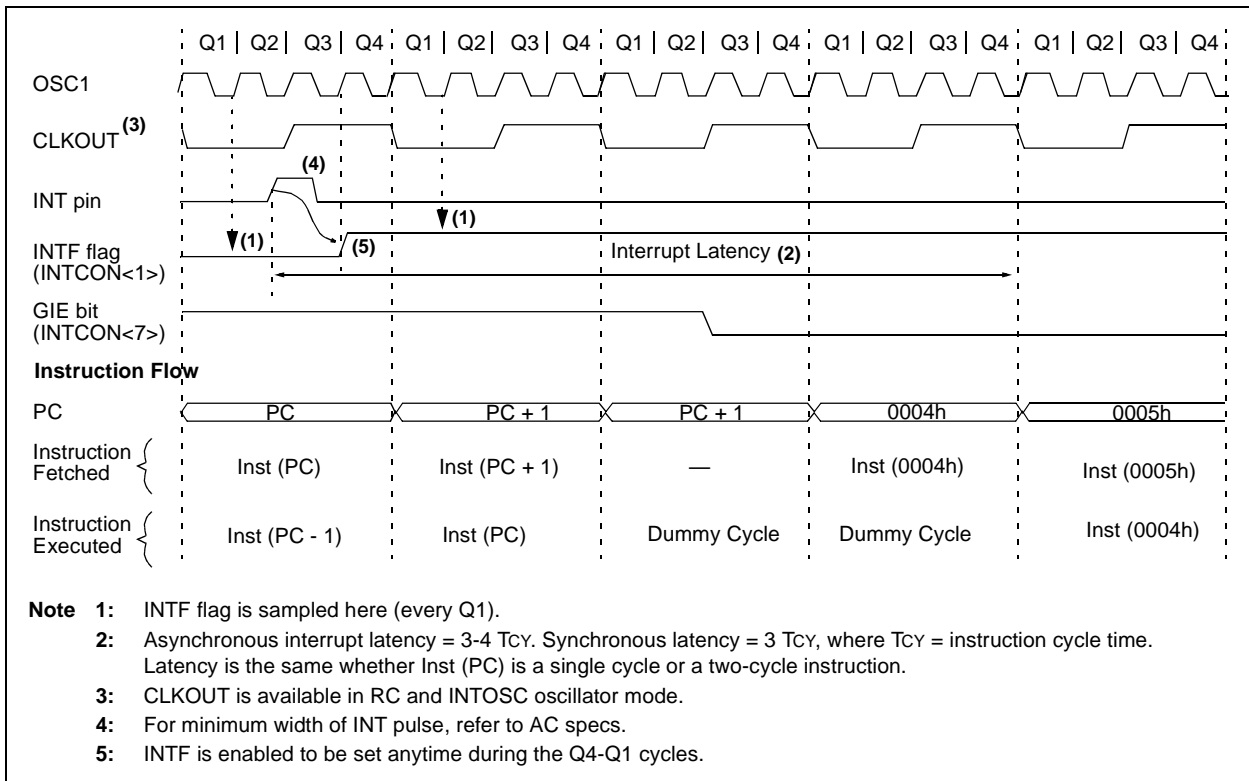 Q1 | Q2 | Q3 | Q4 Q1 | Q2 | Q3 | Q4 Q1 | Q2 | Q3 | Q4 Q1 | Q2 | Q3 | Q4 Q1 | Q2 | Q3 | Q4
OSC1
CLKOUT (3)
(4)
INT pin
(1)
(1)
(5)
INTF flag
(INTCON<1>)
Interrupt Latency (2)
GIE bit
(INTCON<7>)
Instruction Flow
PC PC PC + 1 PC + 1 0004h 0005h
Instruction
Fetched
Inst (PC) Inst (PC + 1) — Inst (0004h) Inst (0005h)
Instruction
Executed
Inst (PC - 1) Inst (PC) Dummy Cycle Dummy Cycle Inst (0004h)
Note 1: INTF flag is sampled here (every Q1).
2: Asynchronous interrupt latency = 3-4 TCY. Synchronous latency = 3 TCY, where TCY = instruction cycle time.
Latency is the same whether Inst (PC) is a single cycle or a two-cycle instruction.
3: CLKOUT is available in RC and INTOSC oscillator mode.
4: For minimum width of INT pulse, refer to AC specs.
5: INTF is enabled to be set anytime during the Q4-Q1 cycles.